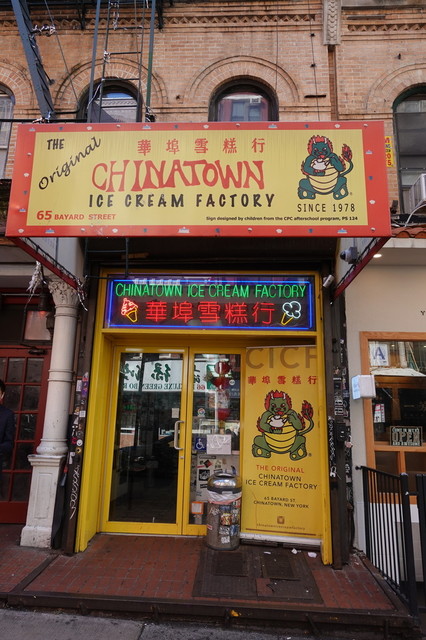 THE
Original
華埠雪糕行
CHINATOWN
ICE CREAM FACTORY
65 BAYARD STREET
SINCE 1978
Sign designed by children from the CPC afterschool program, PS 124
CHINATOWN ICE CREAM FACTORY
華埠雪糕行
CICF
華埠雪糕行
THE ORIGINAL
CHINATOWN
ICE CREAM FACTORY
65 BAYARD ST.
CHINATOWN, NEW YORK
A
OPEN